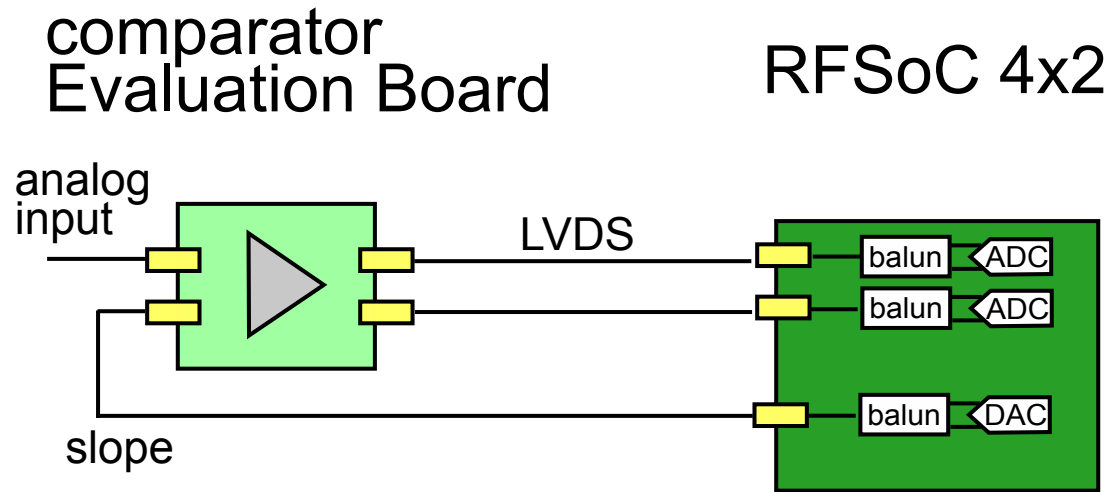 comparator
Evaluation Board
RFSoC 4x2
analog
input
LVDS
balun ADC
balun ADC
balun DAC
slope